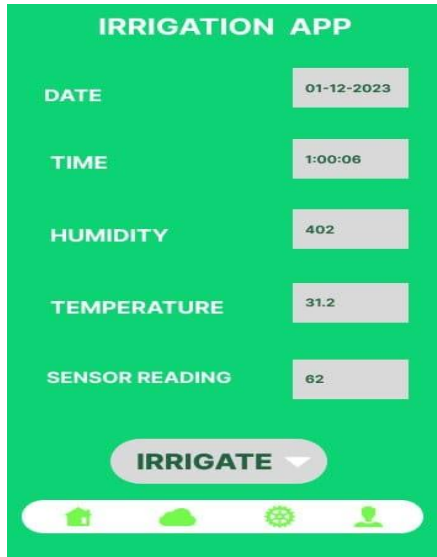 IRRIGATION APP
DATE 01-12-2023
TIME 1:00:06
HUMIDITY 402
TEMPERATURE 31.2
SENSOR READING 62
IRRIGATE